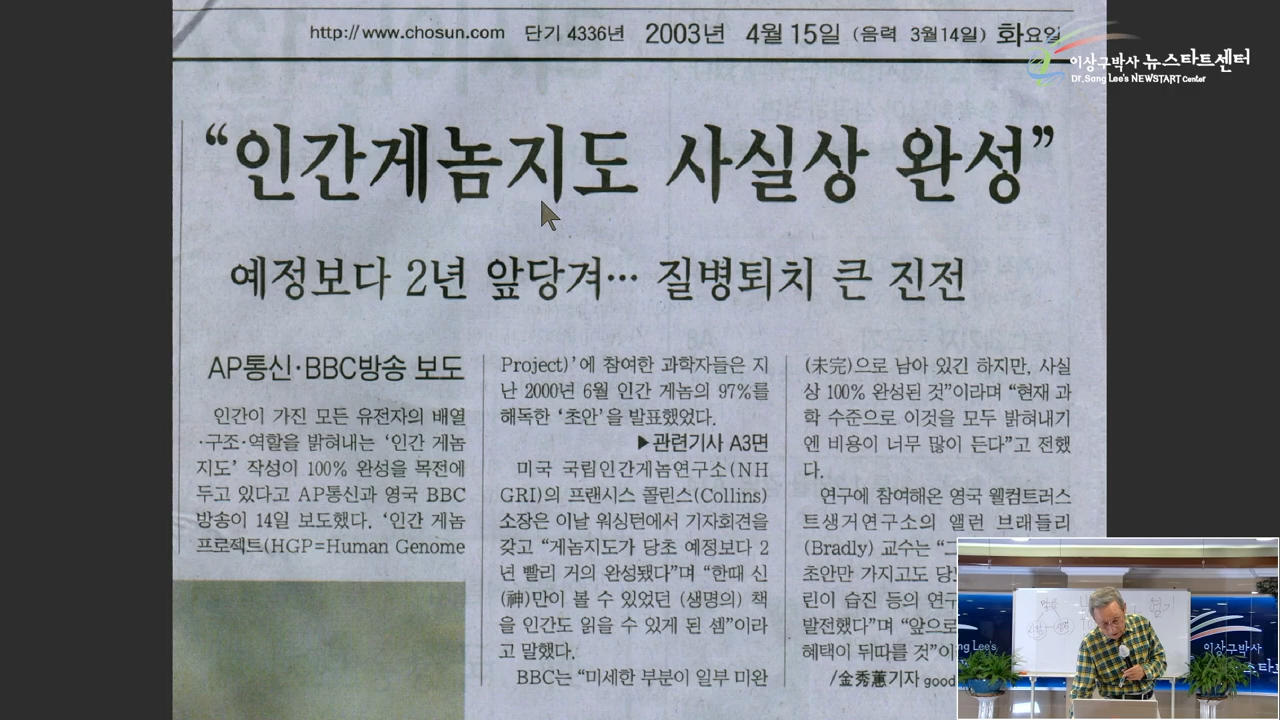 http://www.chosun.com 단기 4336년 2003년 4월 15일 (음력 3월14일) 화요일
이상구박사 뉴스타트센터
Dr. Sang Lee's NEWSTART Center
“인간게놈지도 사실상 완성”
예정보다 2년 앞당겨… 질병퇴치 큰 진전
AP통신·BBC방송 보도
인간이 가진 모든 유전자의 배열
·구조·역할을 밝혀내는 ‘인간 게놈
지도’ 작성이 100% 완성을 목전에
두고 있다고 AP통신과 영국 BBC
방송이 14일 보도했다. ‘인간 게놈
프로젝트(HGP=Human Genome
Project)’에 참여한 과학자들은 지
난 2000년 6월 인간 게놈의 97%를
해독한 ‘초안’을 발표했었다.
▶관련기사 A3면
미국 국립인간게놈연구소(NH
GRI)의 프랜시스 콜린스(Collins)
소장은 이날 워싱턴에서 기자회견을
갖고 “게놈지도가 당초 예정보다 2
년 빨리 거의 완성됐다”며 “한때 신
(神)만이 볼 수 있었던 (생명의) 책
을 인간도 읽을 수 있게 된 셈”이라
고 말했다.
BBC는 “미세한 부분이 일부 미완
(未完)으로 남아 있긴 하지만, 사실
상 100% 완성된 것”이라며 “현재 과
학 수준으로 이것을 모두 밝혀내기
엔 비용이 너무 많이 든다”고 전했
다.
연구에 참여해온 영국 웰컴트러스
트생거연구소의 앨런 브래들리
(Bradly) 교수는 “그
초안만 가지고도 당
린이 습진 등의 연구
발전했다”며 “앞으로
혜택이 뒤따를 것”이
/金秀蕙기자 good
이상구박사